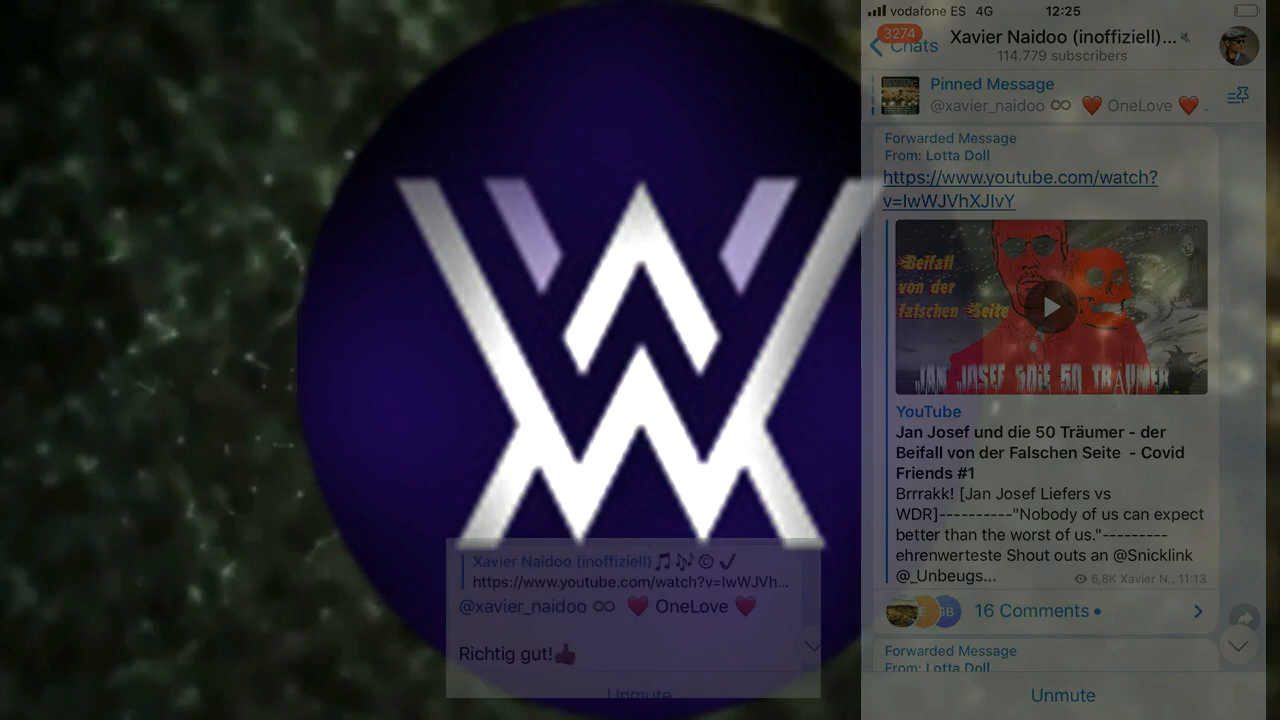 vodafone ES 4G 12:25
3274
Chats
Xavier Naidoo (inoffiziell)...
114.779 subscribers
Pinned Message
@xavier_naidoo ∞ ❤️ OneLove ❤️ .
Forwarded Message
From: Lotta Doll
https://www.youtube.com/watch?
v=IwWJVhXJIvY
Beifall
von der
falschen Seite
JAN JOSEF UND DIE 50 TRÄUMER
YouTube
Jan Josef und die 50 Träumer - der
Beifall von der Falschen Seite - Covid
Friends #1
Brrrakk! [Jan Josef Liefers vs
WDR]----------"Nobody of us can expect
better than the worst of us."---------
ehrenwerteste Shout outs an @Snicklink
@_Unbeugs...
6,8K Xavier N., 11:13
16 Comments
Forwarded Message
From: Lotta Doll
Unmute
Xavier Naidoo (inoffiziell) 🎵🎶©✓
https://www.youtube.com/watch?v=IwWJVh...
@xavier_naidoo ∞ ❤️ OneLove ❤️
Richtig gut!👍🏿
Unmute